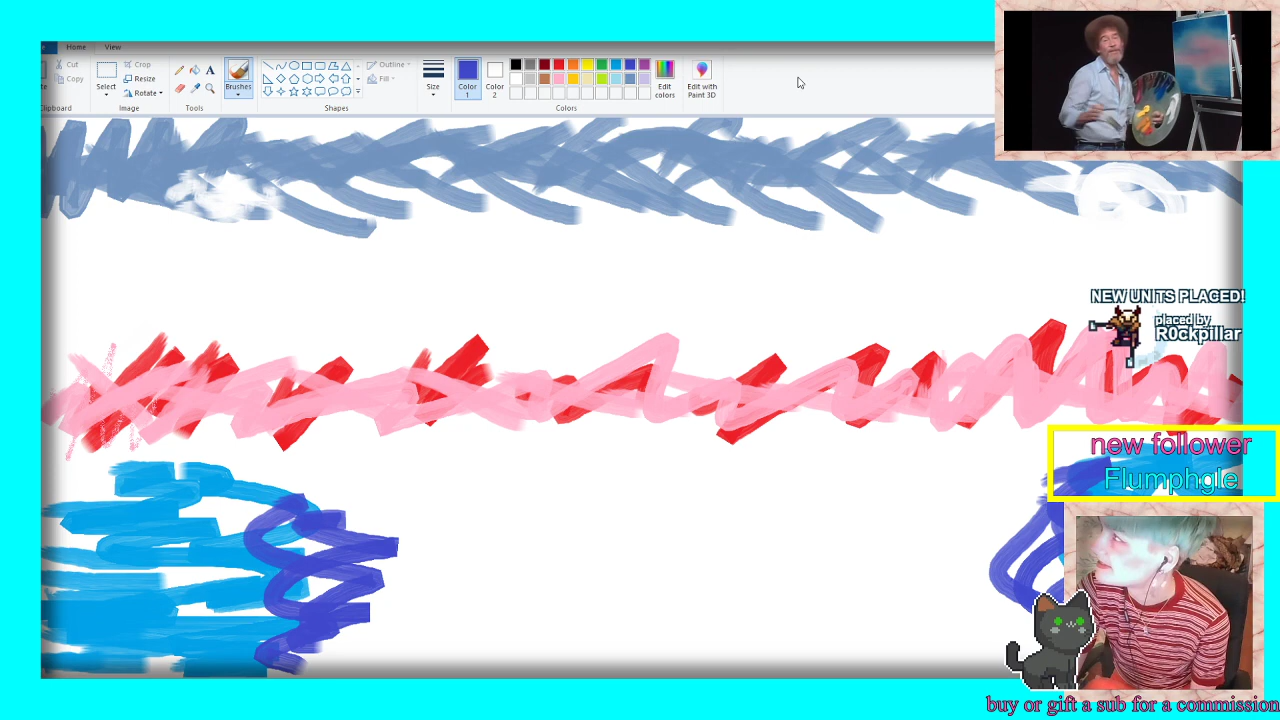 Home View
Cut
Copy
Select
Crop
Resize
Rotate
A
Brushes
Outline
Fill
Size
Color
1
Color
2
Edit
colors
Edit with
Paint 3D
Image
Tools
Shapes
Colors
NEW UNITS PLACED!
placed by
R0ckpillar
new follower
Flumphgle
buy or gift a sub for a commission